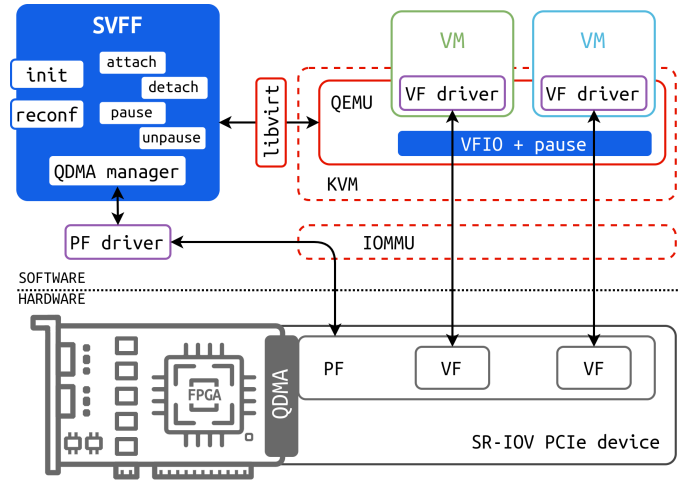 SVFF
init
attach
detach
reconf
pause
unpause
QDMA manager
libvirt
VM
VM
VF driver
VF driver
QEMU
VFIO + pause
KVM
PF driver
IOMMU
SOFTWARE
HARDWARE
FPGA
QDMA
PF
VF
VF
SR-IOV PCIe device